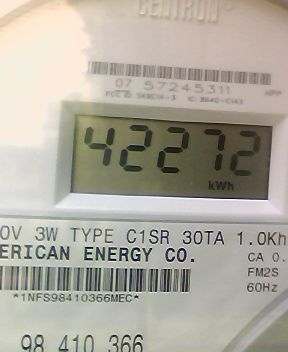 CENTRON
07 57245311
42272
kWh
0V 3W TYPE C1SR 30TA 1.0Kh
ERICAN ENERGY CO.
CA 0.
FM2S
60Hz
*1NFS98410366MEC*
98 410 366